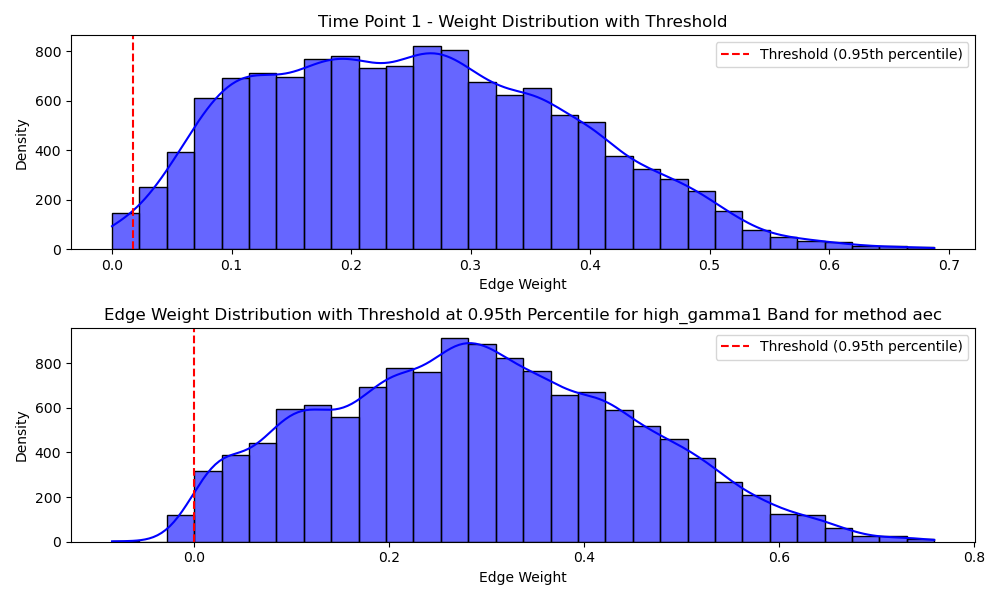 Time Point 1 - Weight Distribution with Threshold
Threshold (0.95th percentile)
Density
800
600
400
200
0
0.0 0.1 0.2 0.3 0.4 0.5 0.6 0.7
Edge Weight
Edge Weight Distribution with Threshold at 0.95th Percentile for high_gamma1 Band for method aec
Threshold (0.95th percentile)
Density
800
600
400
200
0
0.0 0.2 0.4 0.6 0.8
Edge Weight